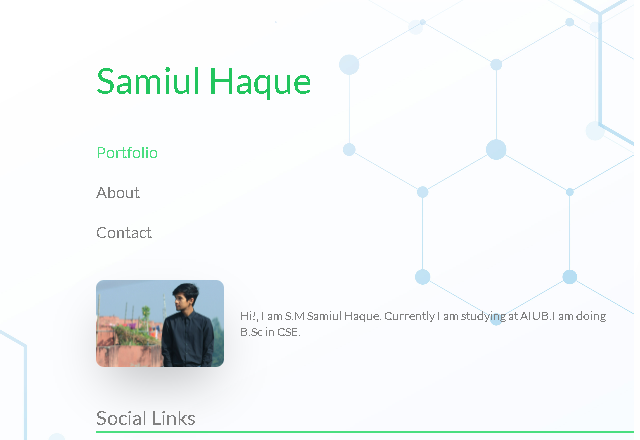 Samiul Haque
Portfolio
About
Contact
Hi!, I am S.M Samiul Haque. Currently I am studying at AIUB.I am doing
B.Sc in CSE.
Social Links